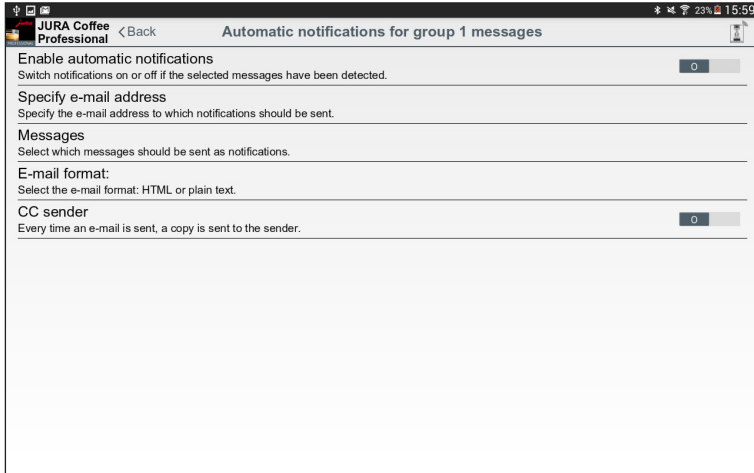 23% 15:59
JURA Coffee
Professional
<Back
Automatic notifications for group 1 messages
Enable automatic notifications
Switch notifications on or off if the selected messages have been detected.
O
Specify e-mail address
Specify the e-mail address to which notifications should be sent.
Messages
Select which messages should be sent as notifications.
E-mail format:
Select the e-mail format: HTML or plain text.
CC sender
Every time an e-mail is sent, a copy is sent to the sender.
O